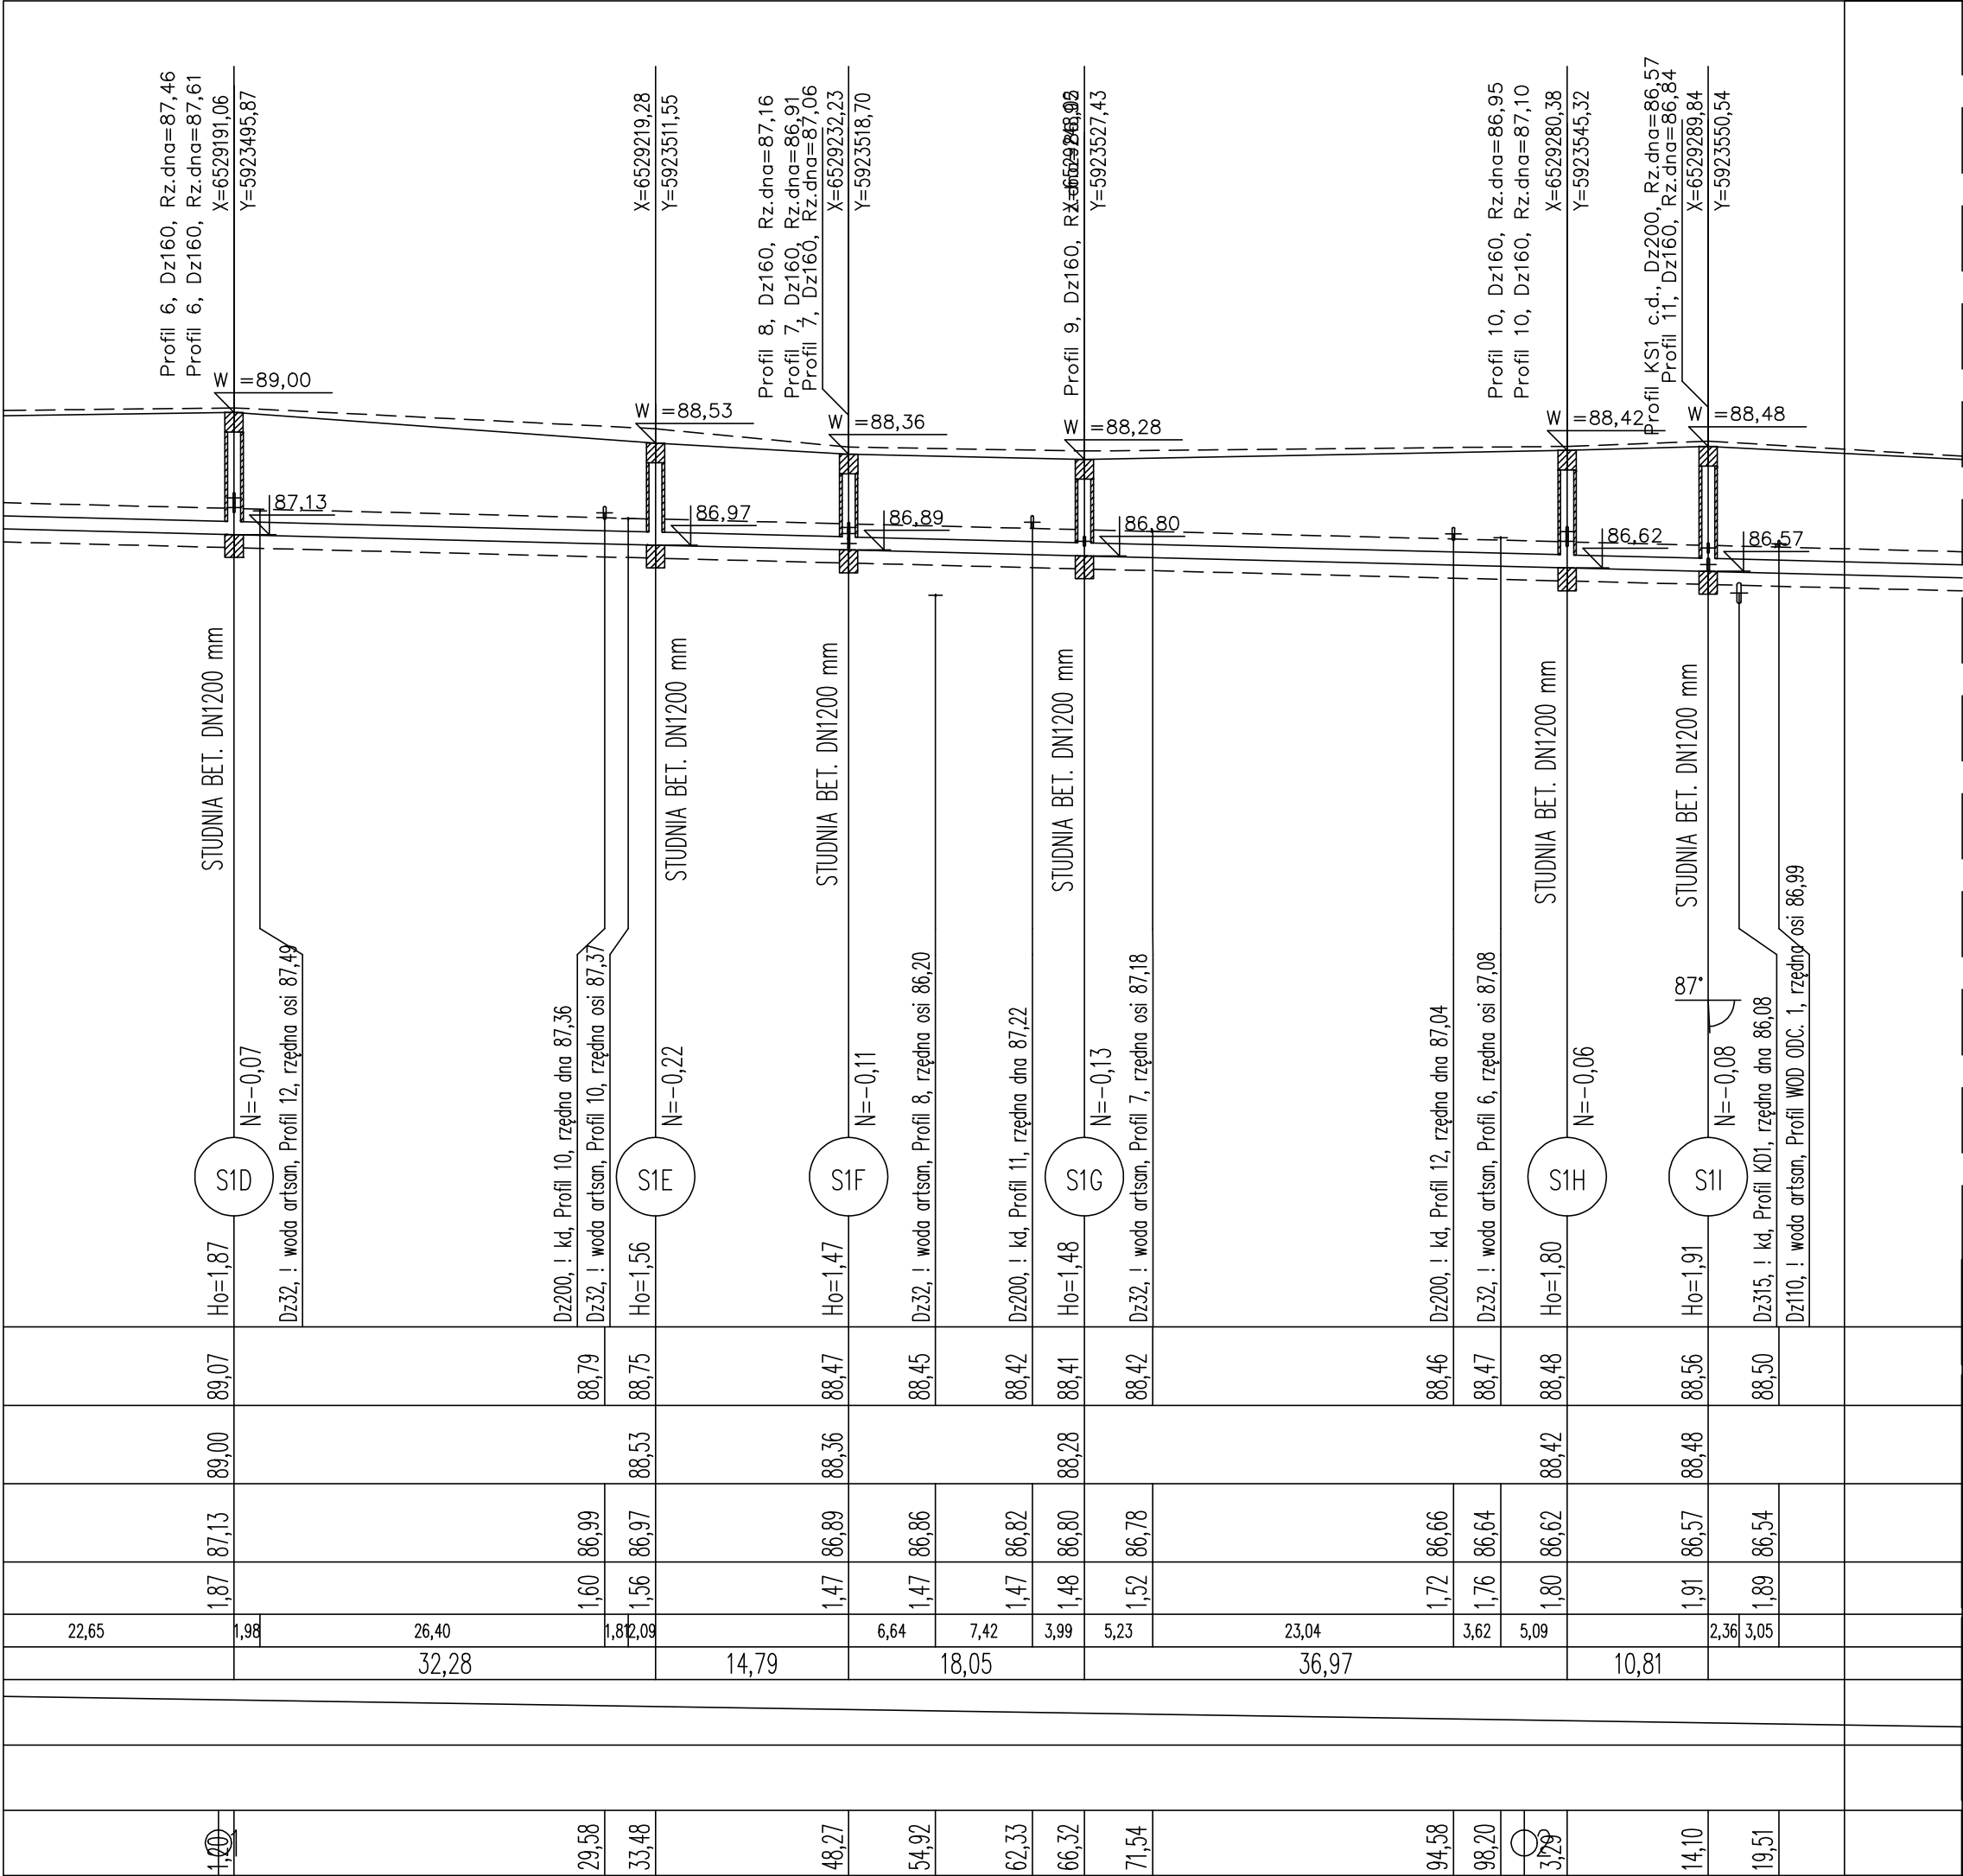 Profil 6, Dz160, Rz.dna=87,46
Profil 6, Dz160, Rz.dna=87,61
X=6529191,06
Y=5923495,87
X=6529219,28
Y=5923511,55
Profil 8, Dz160, Rz.dna=87,16
Profil 7, Dz160, Rz.dna=86,91
Profil 7, Dz160, Rz.dna=87,06
X=6529232,23
Y=5923518,70
Profil 9, Dz160,
Y=5923527,43
Profil 10, Dz160, Rz.dna=86,95
Profil 10, Dz160, Rz.dna=87,10
X=6529280,38
Y=5923545,32
Profil KS1 c.d., Dz200, Rz.dna=86,57
Profil 11, Dz160, Rz.dna=86,84
X=6529289,84
Y=5923550,54
W =89,00
W =88,53
W =88,36
W =88,28
W =88,42
W =88,48
87,13
86,97
86,89
86,80
86,62
86,57
STUDNIA BET. DN1200 mm
STUDNIA BET. DN1200 mm
STUDNIA BET. DN1200 mm
STUDNIA BET. DN1200 mm
STUDNIA BET. DN1200 mm
STUDNIA BET. DN1200 mm
87°
N=-0,07
N=-0,22
N=-0,11
N=-0,13
N=-0,06
N=-0,08
S1D
S1E
S1F
S1G
S1H
S1I
Ho=1,87
Dz32, ! woda artsan, Profil 12, rzędna osi 87,49
Dz200, ! kd, Profil 10, rzędna dna 87,36
Dz32, ! woda artsan, Profil 10, rzędna osi 87,37
Ho=1,56
Ho=1,47
Dz32, ! woda artsan, Profil 8, rzędna osi 86,20
Dz200, ! kd, Profil 11, rzędna dna 87,22
Ho=1,48
Dz32, ! woda artsan, Profil 7, rzędna osi 87,18
Dz200, ! kd, Profil 12, rzędna dna 87,04
Dz32, ! woda artsan, Profil 6, rzędna osi 87,08
Ho=1,80
Ho=1,91
Dz315, ! kd, Profil KD1, rzędna dna 86,08
Dz110, ! woda artsan, Profil WOD ODC. 1, rzędna osi 86,99
89,07 88,79 88,75 88,47 88,45 88,42 88,41 88,42 88,46 88,47 88,48 88,56 88,50
89,00 88,53 88,36 88,28 88,42 88,48
87,13 86,99 86,97 86,89 86,86 86,82 86,80 86,78 86,66 86,64 86,62 86,57 86,54
1,87 1,60 1,56 1,47 1,47 1,47 1,48 1,52 1,72 1,76 1,80 1,91 1,89
22,65 1,98 26,40 1,81 2,09 6,64 7,42 3,99 5,23 23,04 3,62 5,09 2,36 3,05
32,28 14,79 18,05 36,97 10,81
1,20 1 29,58 33,48 48,27 54,92 62,33 66,32 71,54 94,58 98,20 2 3,29 14,10 19,51